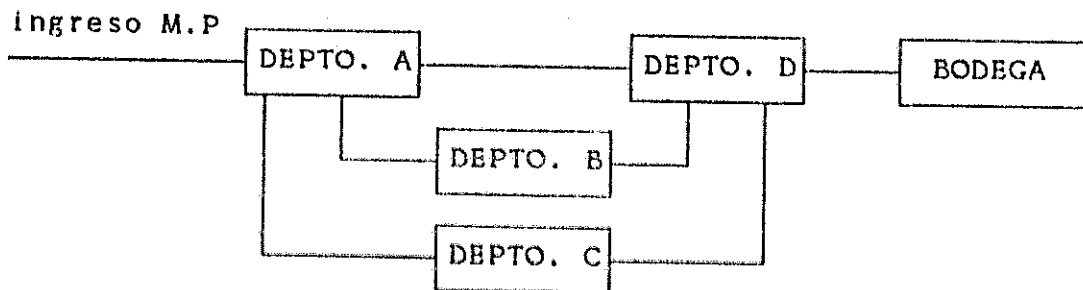 ingreso M.P
DEPTO. A
DEPTO. D
BODEGA
DEPTO. B
DEPTO. C